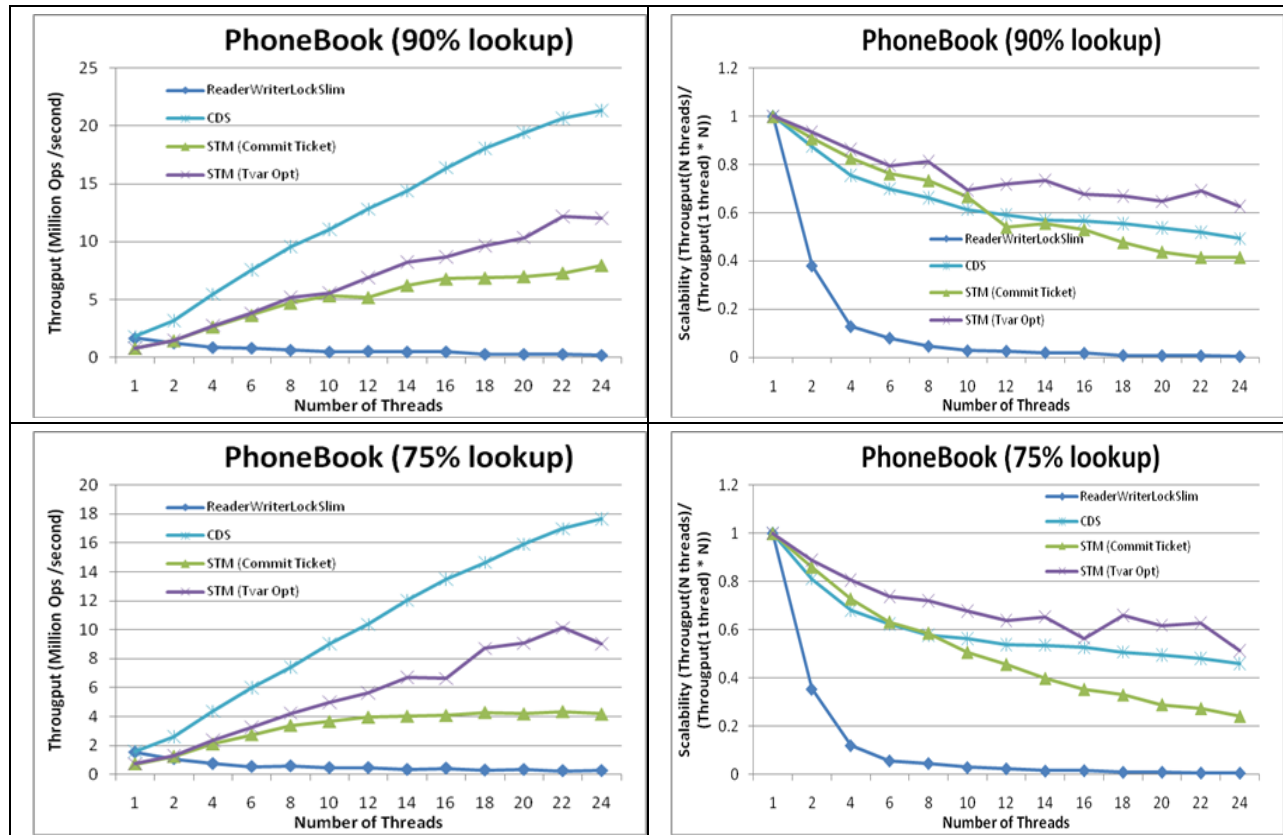 PhoneBook (90% lookup)
Througput (Million Ops /second)
25
20
15
10
5
0
ReaderWriterLockSlim
CDS
STM (Commit Ticket)
STM (Tvar Opt)
1 2 4 6 8 10 12 14 16 18 20 22 24
Number of Threads
PhoneBook (90% lookup)
Scalability (Througput(N threads)/
(Througput(1 thread) * N))
1.2
1
0.8
0.6
0.4
0.2
0
ReaderWriterLockSlim
CDS
STM (Commit Ticket)
STM (Tvar Opt)
1 2 4 6 8 10 12 14 16 18 20 22 24
Number of Threads
PhoneBook (75% lookup)
Througput (Million Ops /second)
20
18
16
14
12
10
8
6
4
2
0
ReaderWriterLockSlim
CDS
STM (Commit Ticket)
STM (Tvar Opt)
1 2 4 6 8 10 12 14 16 18 20 22 24
Number of Threads
PhoneBook (75% lookup)
Scalability (Througput(N threads)/
(Througput(1 thread) * N))
1.2
1
0.8
0.6
0.4
0.2
0
ReaderWriterLockSlim
CDS
STM (Commit Ticket)
STM (Tvar Opt)
1 2 4 6 8 10 12 14 16 18 20 22 24
Number of Threads